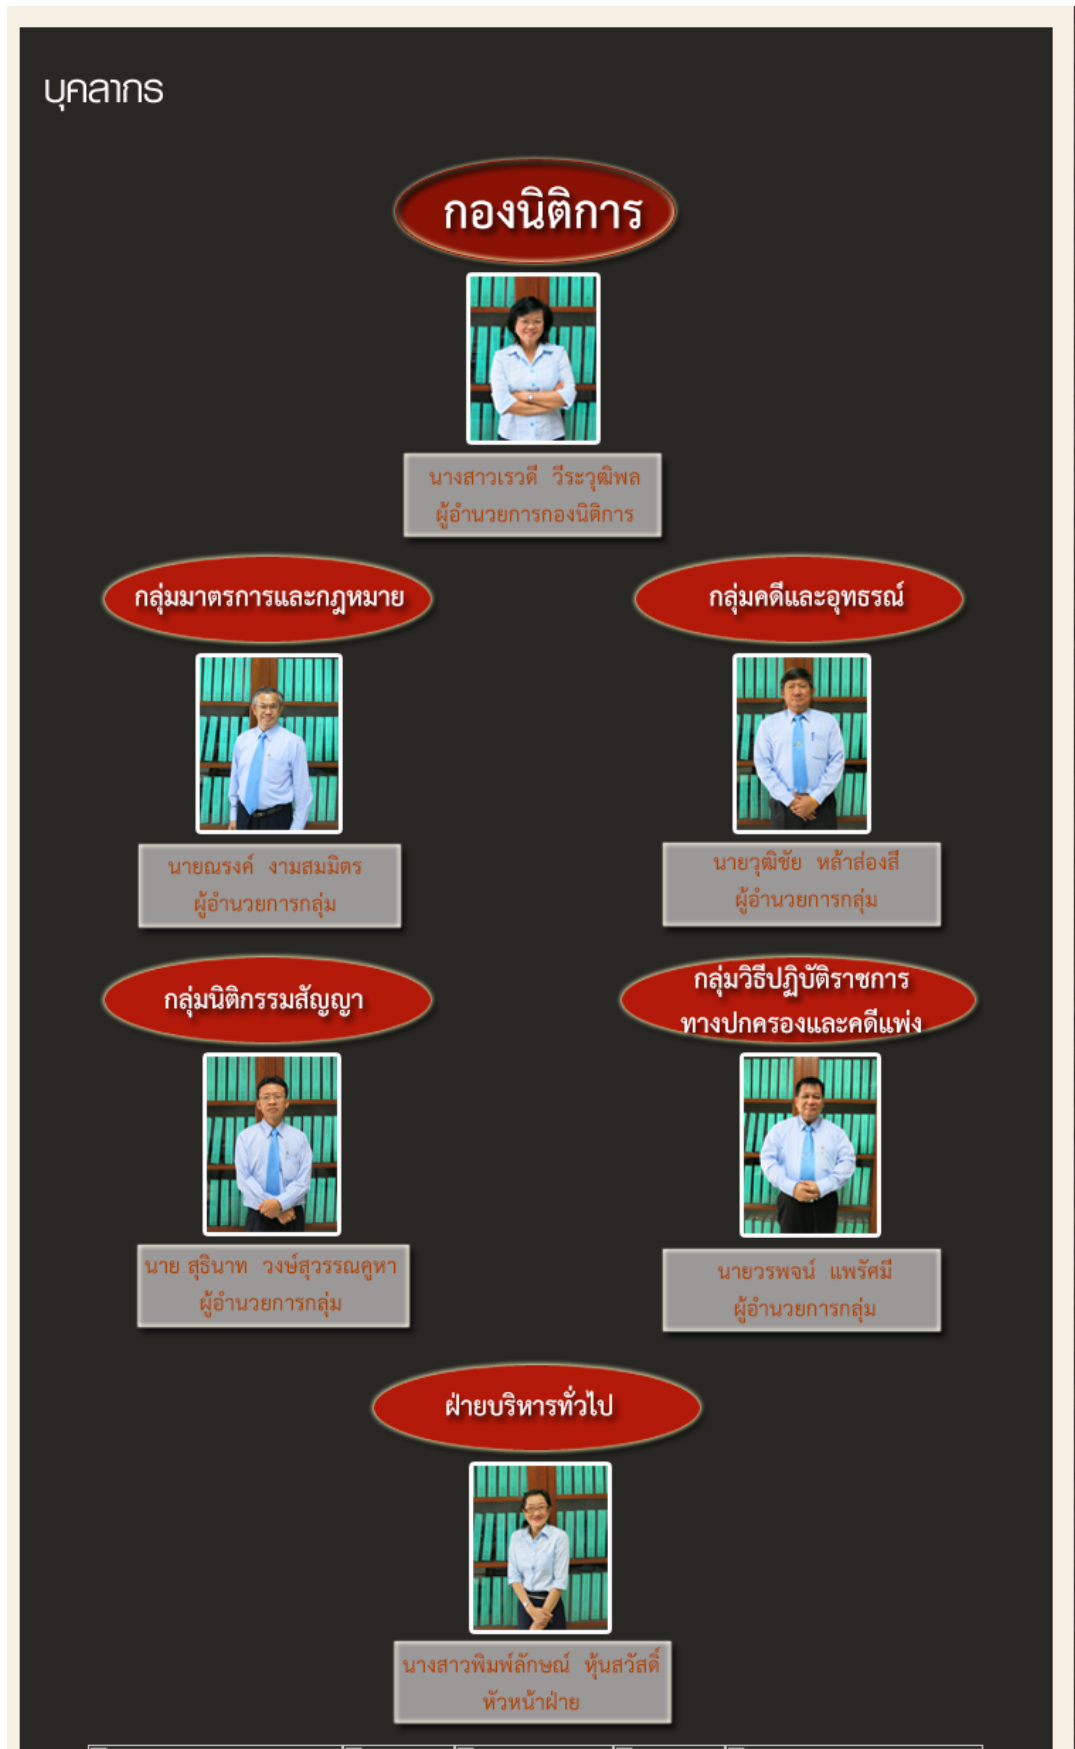 บุคลากร
กองนิติการ
นางสาวเรวดี วีระวุฒิพล
ผู้อำนวยการกองนิติการ
กลุ่มมาตรการและกฎหมาย
นายณรงค์ งามสมมิตร
ผู้อำนวยการกลุ่ม
กลุ่มคดีและอุทธรณ์
นายวุฒิชัย หล้าส่องสี
ผู้อำนวยการกลุ่ม
กลุ่มนิติกรรมสัญญา
นาย สุธินาท วงษ์สุวรรณคูหา
ผู้อำนวยการกลุ่ม
กลุ่มวิธีปฏิบัติราชการ
ทางปกครองและคดีแพ่ง
นายวรพจน์ แพรัศมี
ผู้อำนวยการกลุ่ม
ฝ่ายบริหารทั่วไป
นางสาวพิมพ์ลักษณ์ หุ้นสวัสดิ์
หัวหน้าฝ่าย